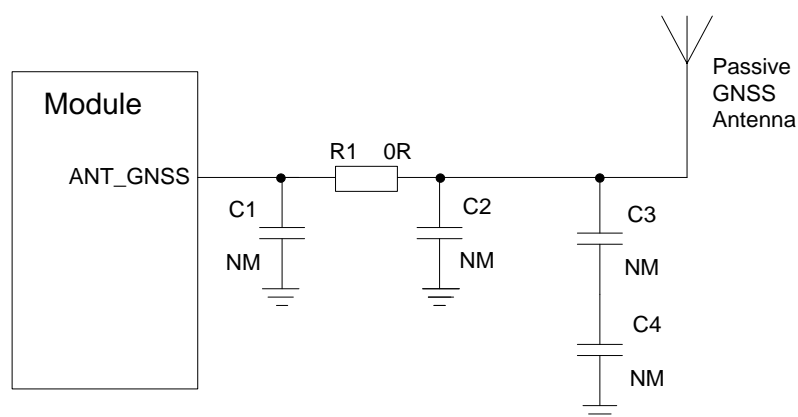 Passive
GNSS
Antenna
Module
R1 0R
ANT_GNSS
C1
C2
C3
NM
NM
NM
C4
NM